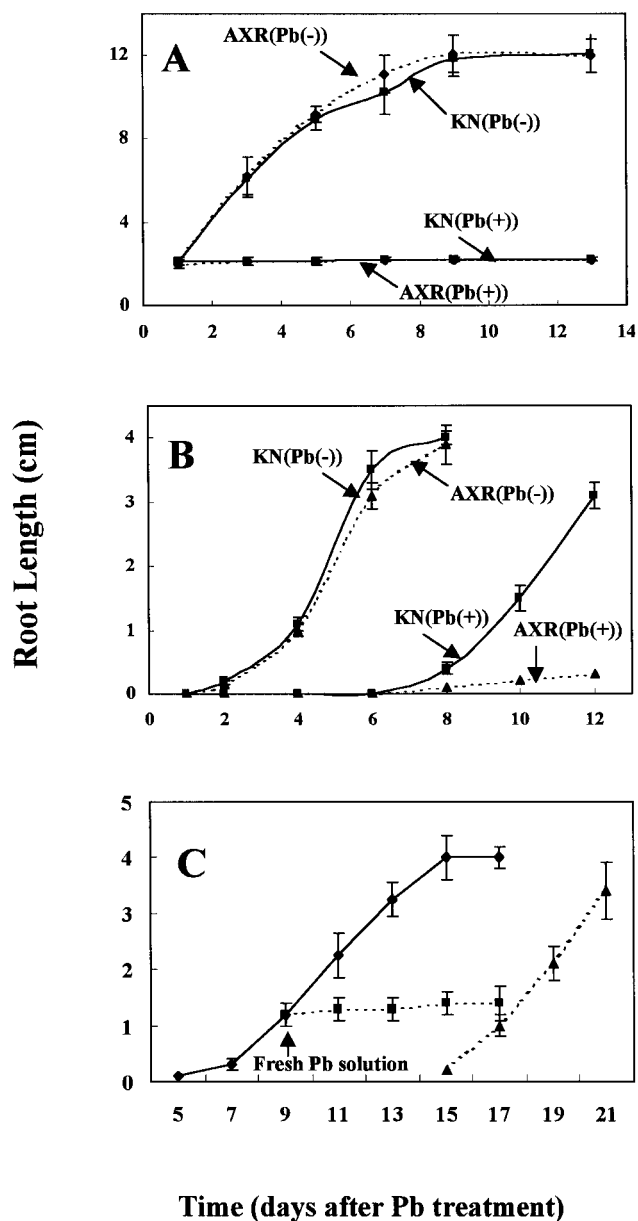 A
AXR(Pb(-))
KN(Pb(-))
KN(Pb(+))
AXR(Pb(+))
12
8
4
0
0 2 4 6 8 10 12 14
B
KN(Pb(-))
AXR(Pb(-))
KN(Pb(+))
AXR(Pb(+))
4
3
2
1
0
0 2 4 6 8 10 12
Root Length (cm)
C
Fresh Pb solution
5
4
3
2
1
0
5 7 9 11 13 15 17 19 21
Time (days after Pb treatment)